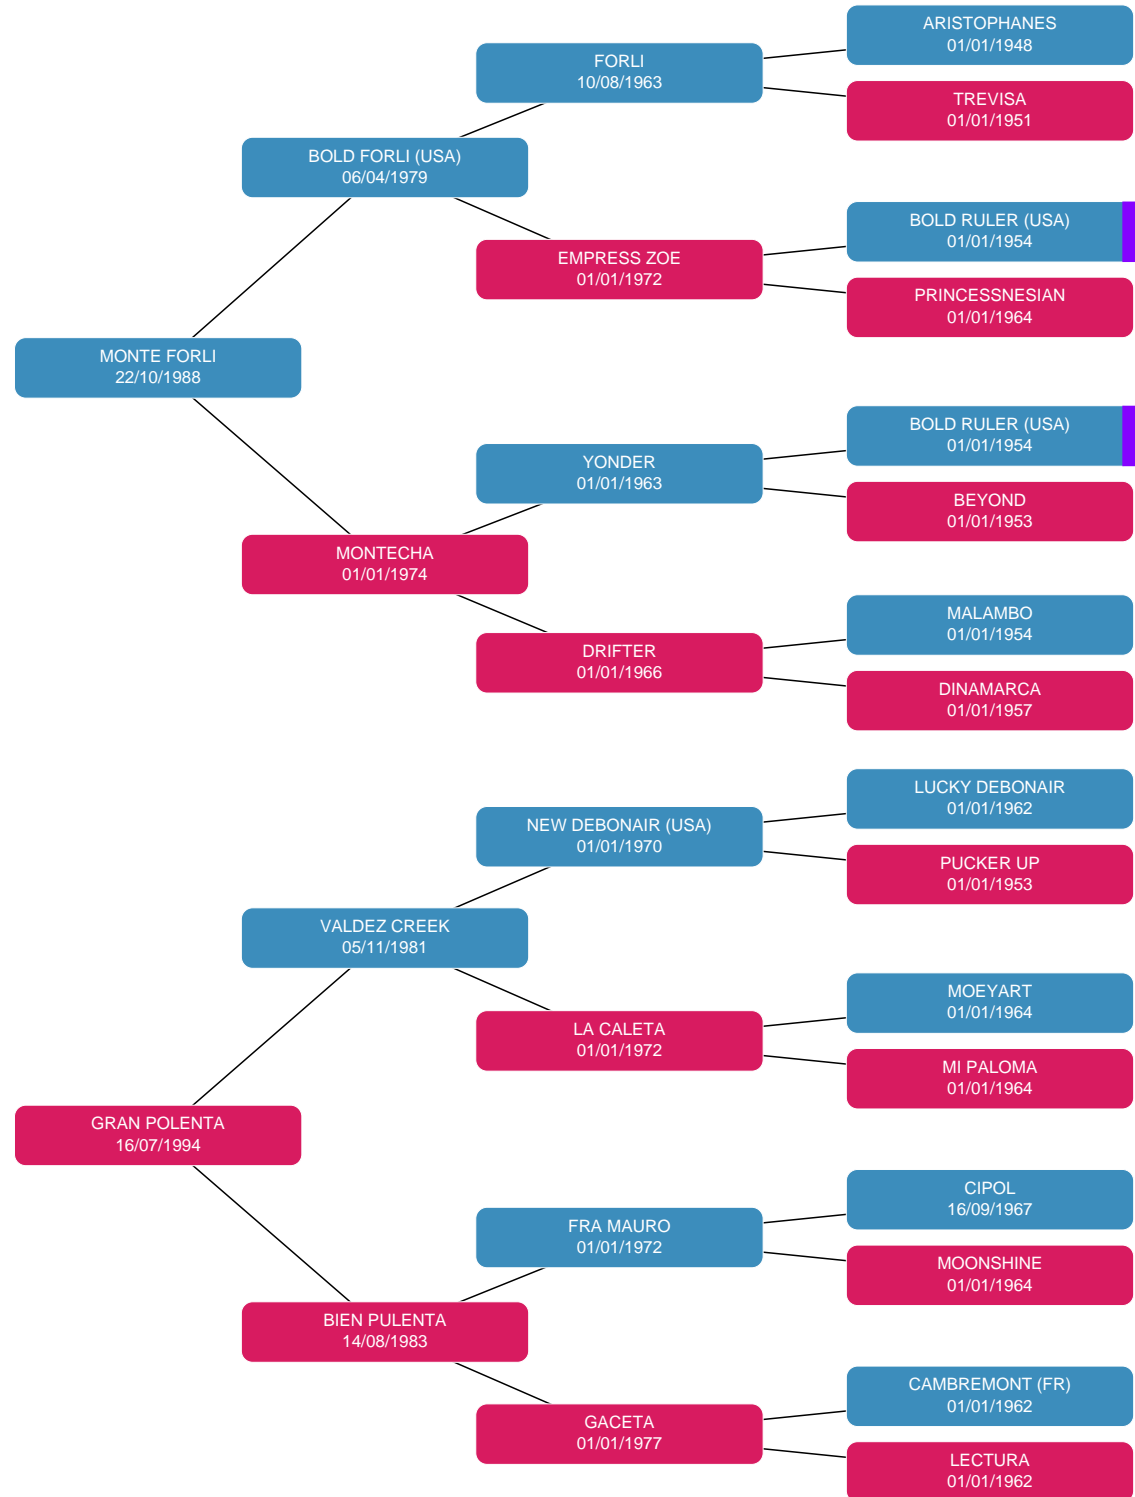 ARISTOPHANES
01/01/1948
FORLI
10/08/1963
TREVISA
01/01/1951
BOLD FORLI (USA)
06/04/1979
BOLD RULER (USA)
01/01/1954
EMPRESS ZOE
01/01/1972
PRINCESSNESIAN
01/01/1964
MONTE FORLI
22/10/1988
BOLD RULER (USA)
01/01/1954
YONDER
01/01/1963
BEYOND
01/01/1953
MONTECHA
01/01/1974
MALAMBO
01/01/1954
DRIFTER
01/01/1966
DINAMARCA
01/01/1957
LUCKY DEBONAIR
01/01/1962
NEW DEBONAIR (USA)
01/01/1970
PUCKER UP
01/01/1953
VALDEZ CREEK
05/11/1981
MOEYART
01/01/1964
LA CALETA
01/01/1972
MI PALOMA
01/01/1964
GRAN POLENTA
16/07/1994
CIPOL
16/09/1967
FRA MAURO
01/01/1972
MOONSHINE
01/01/1964
BIEN PULENTA
14/08/1983
CAMBREMONT (FR)
01/01/1962
GACETA
01/01/1977
LECTURA
01/01/1962